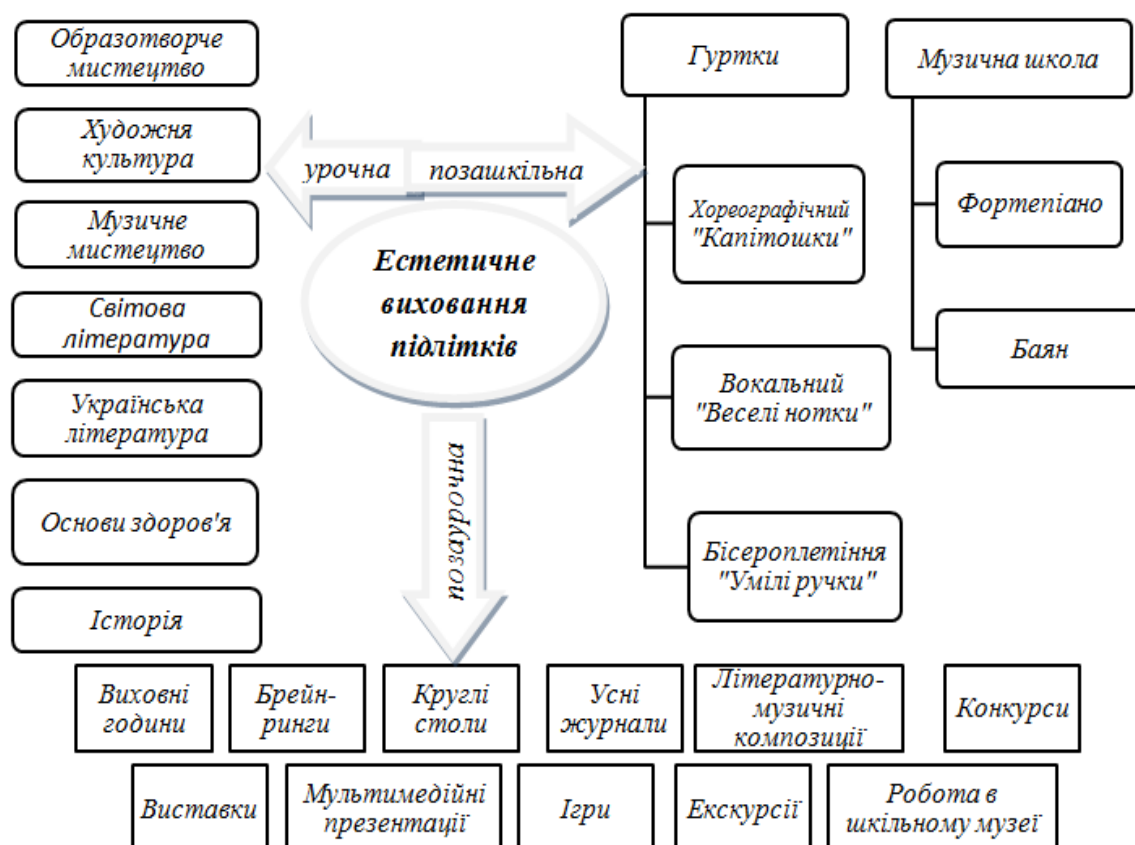 Образотворче
мистецтво
Художня
культура
Музичне
мистецтво
Світова
література
Українська
література
Основи здоров'я
Історія
урочна
позашкільна
Естетичне
виховання
підлітків
позаурочна
Гуртки
Хореографічний
"Капітошки"
Вокальний
"Веселі нотки"
Бісероплетіння
"Умілі ручки"
Музична школа
Фортепіано
Баян
Виховні
години
Брейн-
ринги
Круглі
столи
Усні
журнали
Літературно-
музичні
композиції
Конкурси
Виставки
Мультимедійні
презентації
Ігри
Екскурсії
Робота в
шкільному музеї